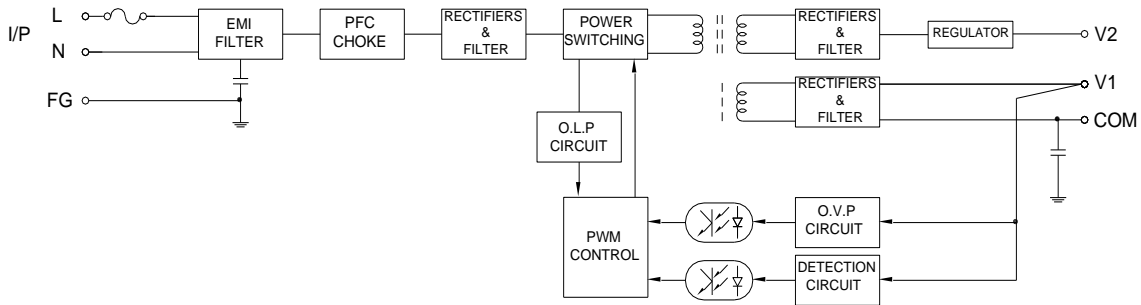 I/P
L
N
FG
EMI
FILTER
PFC
CHOKE
RECTIFIERS
&
FILTER
POWER
SWITCHING
RECTIFIERS
&
FILTER
REGULATOR
V2
RECTIFIERS
&
FILTER
V1
COM
O.L.P
CIRCUIT
PWM
CONTROL
O.V.P
CIRCUIT
DETECTION
CIRCUIT